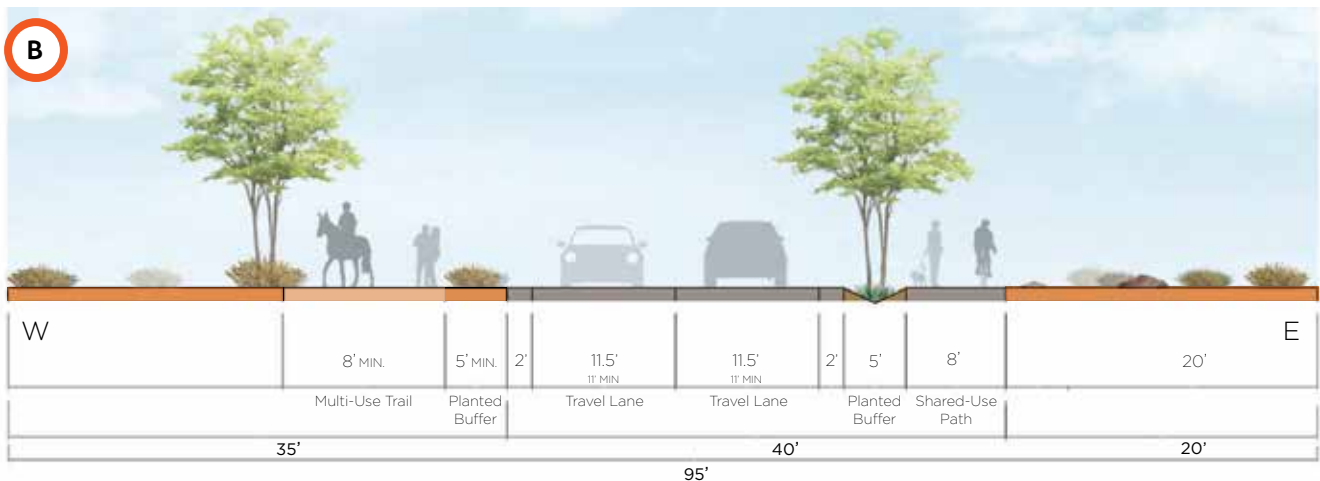 B
W
E
8’ MIN.
5’ MIN.
2’
11.5’
11’ MIN
11.5’
11’ MIN
2’
5’
8’
20’
Multi-Use Trail
Planted
Buffer
Travel Lane
Travel Lane
Planted
Buffer
Shared-Use
Path
35’
40’
20’
95’